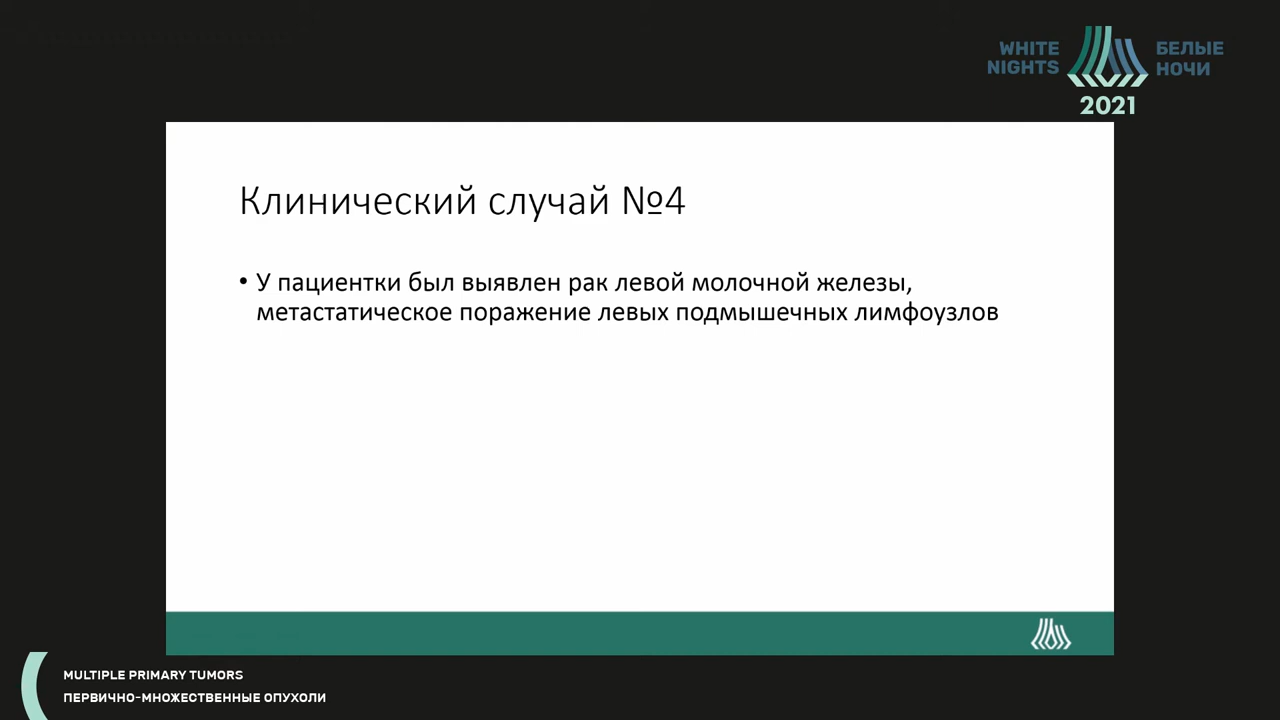 WHITE NIGHTS
БЕЛЫЕ НОЧИ
2021
Клинический случай №4
• У пациентки был выявлен рак левой молочной железы,
метастатическое поражение левых подмышечных лимфоузлов
MULTIPLE PRIMARY TUMORS
ПЕРВИЧНО-МНОЖЕСТВЕННЫЕ ОПУХОЛИ